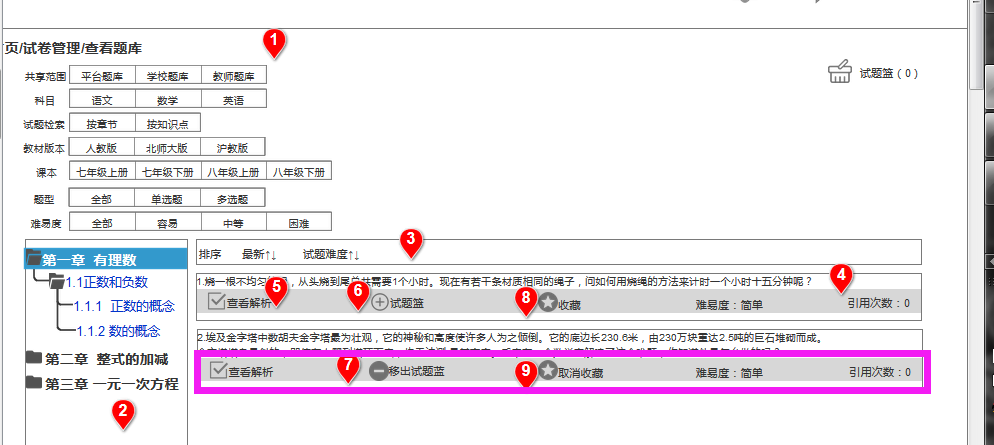 页/试卷管理/查看题库
1
试题篮（0）
共享范围 平台题库 学校题库 教师题库
科目 语文 数学 英语
试题检索 按章节 按知识点
教材版本 人教版 北师大版 沪教版
课本 七年级上册 七年级下册 八年级上册 八年级下册
题型 全部 单选题 多选题
难易度 全部 容易 中等 困难
3
排序 最新↑↓ 试题难度↑↓
第一章 有理数
1.1正数和负数
1.1.1 正数的概念
1.1.2 数的概念
第二章 整式的加减
第三章 一元一次方程
2
4
1.烧一根不均匀 ，从头烧到尾总共需要1个小时。现在有若干条材质相同的绳子，问如何用烧绳的方法来计时一个小时十五分钟呢？
5 6 8
查看解析 试题篮 收藏 难易度：简单 引用次数：0
2.埃及金字塔中数胡夫金字塔最为壮观，它的神秘和高度使许多人为之倾倒。它的底边长230.6米，由230万块重达2.5吨的巨石堆砌而成。
7 9
查看解析 移出试题蓝 取消收藏 难易度：简单 引用次数：0